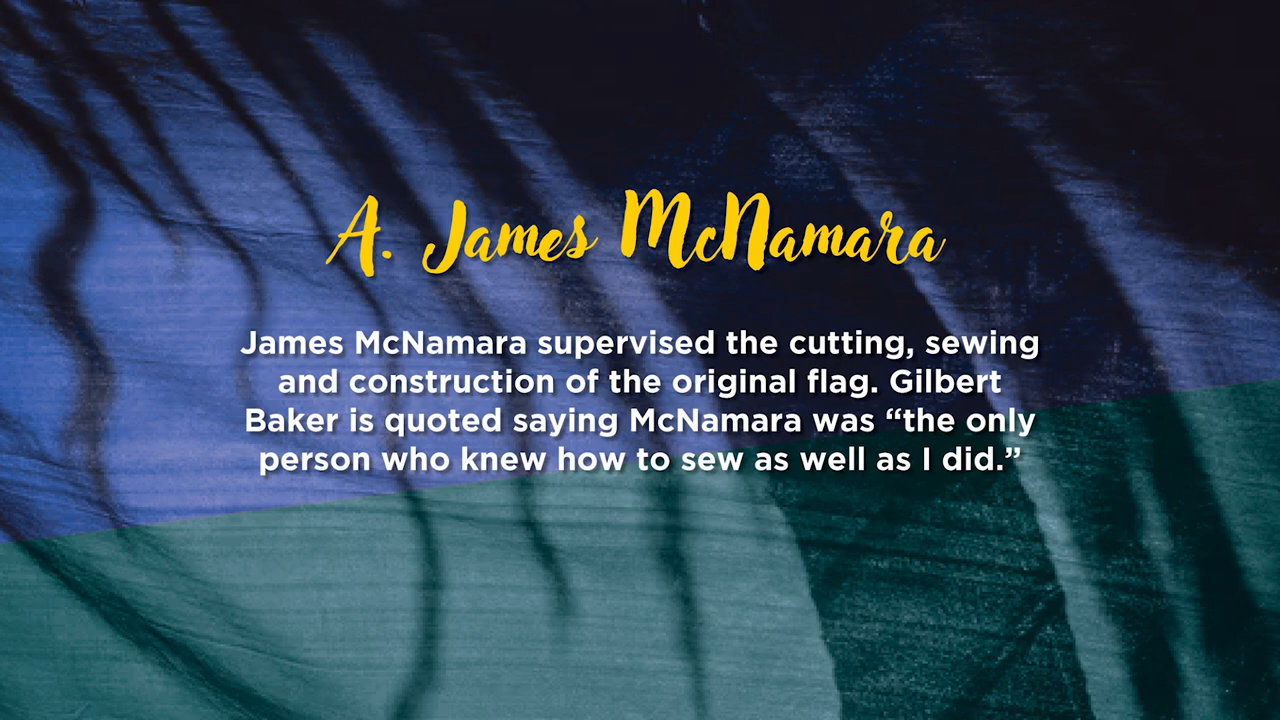 A. James McNamara
James McNamara supervised the cutting, sewing
and construction of the original flag. Gilbert
Baker is quoted saying McNamara was “the only
person who knew how to sew as well as I did.”